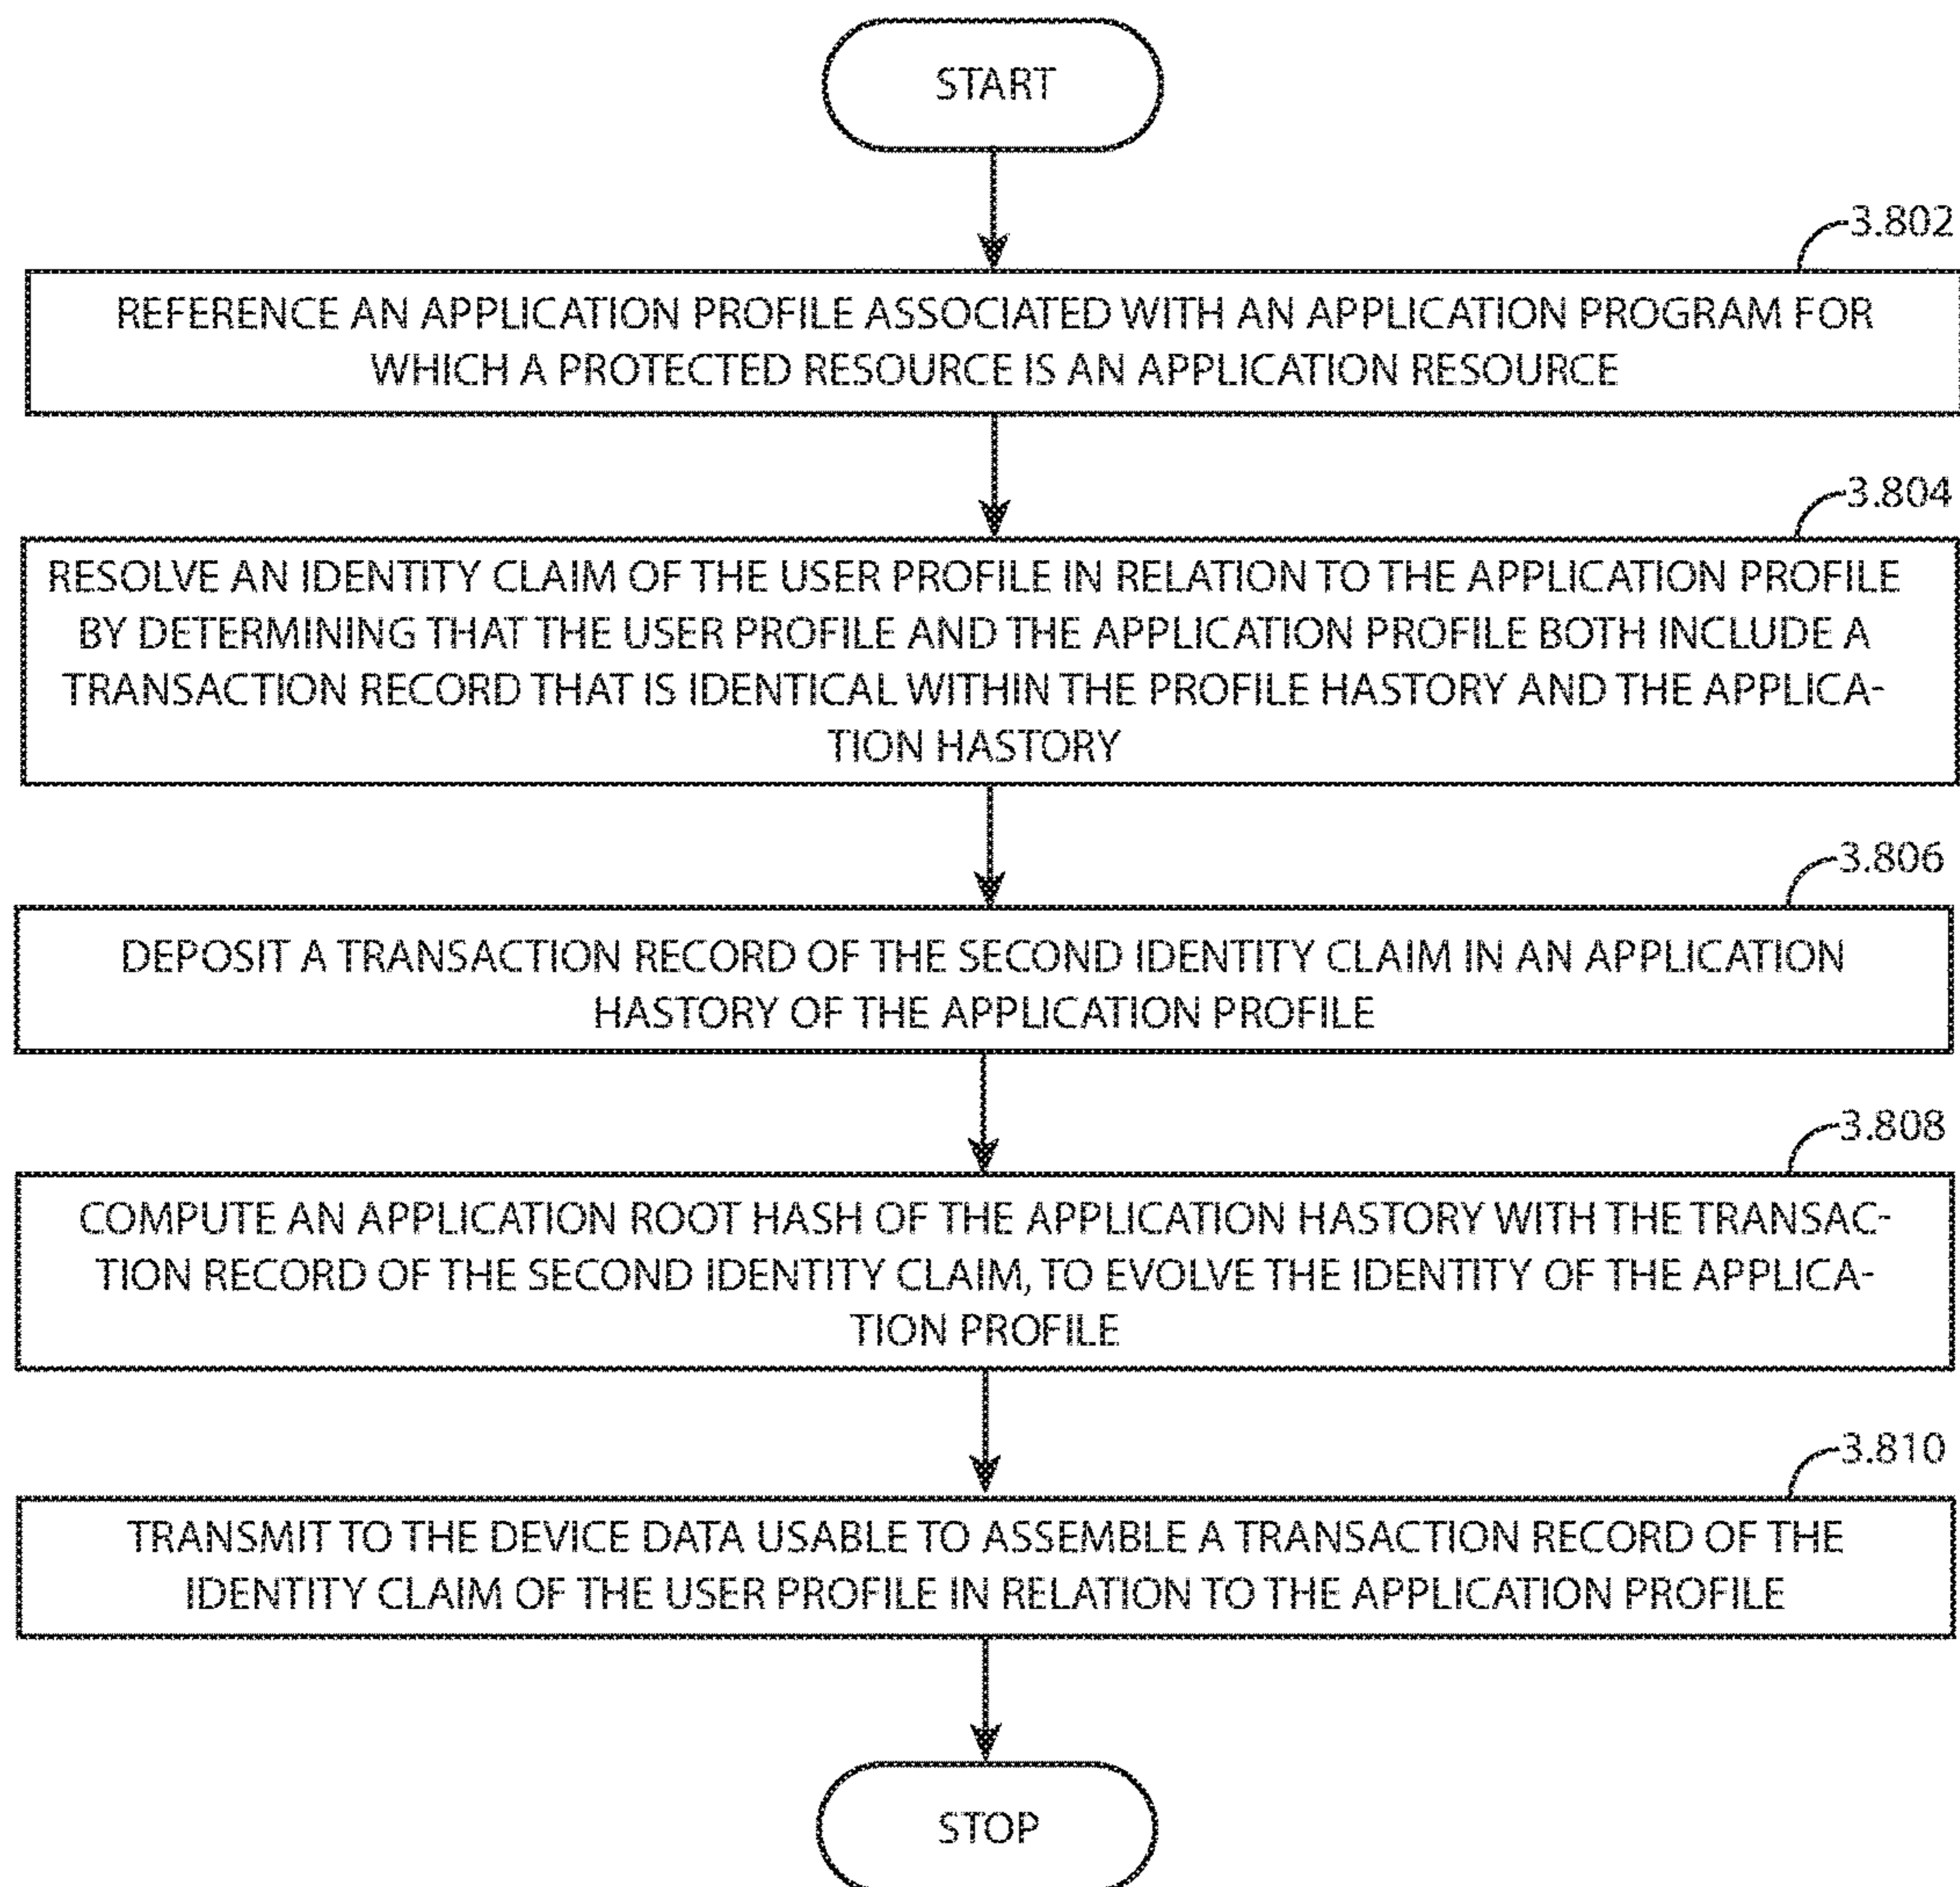 START
3.802
REFERENCE AN APPLICATION PROFILE ASSOCIATED WITH AN APPLICATION PROGRAM FOR
WHICH A PROTECTED RESOURCE IS AN APPLICATION RESOURCE
3.804
RESOLVE AN IDENTITY CLAIM OF THE USER PROFILE IN RELATION TO THE APPLICATION PROFILE
BY DETERMINING THAT THE USER PROFILE AND THE APPLICATION PROFILE BOTH INCLUDE A
TRANSACTION RECORD THAT IS IDENTICAL WITHIN THE PROFILE HASTORY AND THE APPLICA-
TION HASTORY
3.806
DEPOSIT A TRANSACTION RECORD OF THE SECOND IDENTITY CLAIM IN AN APPLICATION
HASTORY OF THE APPLICATION PROFILE
3.808
COMPUTE AN APPLICATION ROOT HASH OF THE APPLICATION HASTORY WITH THE TRANSAC-
TION RECORD OF THE SECOND IDENTITY CLAIM, TO EVOLVE THE IDENTITY OF THE APPLICA-
TION PROFILE
3.810
TRANSMIT TO THE DEVICE DATA USABLE TO ASSEMBLE A TRANSACTION RECORD OF THE
IDENTITY CLAIM OF THE USER PROFILE IN RELATION TO THE APPLICATION PROFILE
STOP